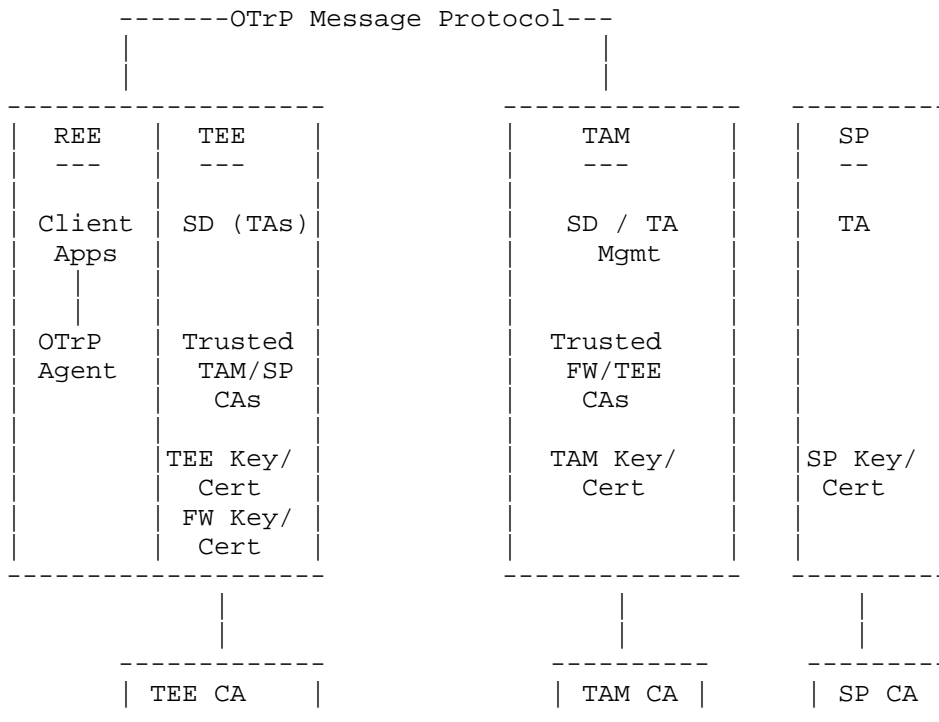 -------OTrP Message Protocol---
REE TEE TAM SP
--- --- --- --
Client SD (TAs) SD / TA TA
Apps Mgmt
OTrP Trusted Trusted
Agent TAM/SP FW/TEE
CAs CAs
TEE Key/ TAM Key/ SP Key/
Cert Cert Cert
FW Key/
Cert
TEE CA TAM CA SP CA